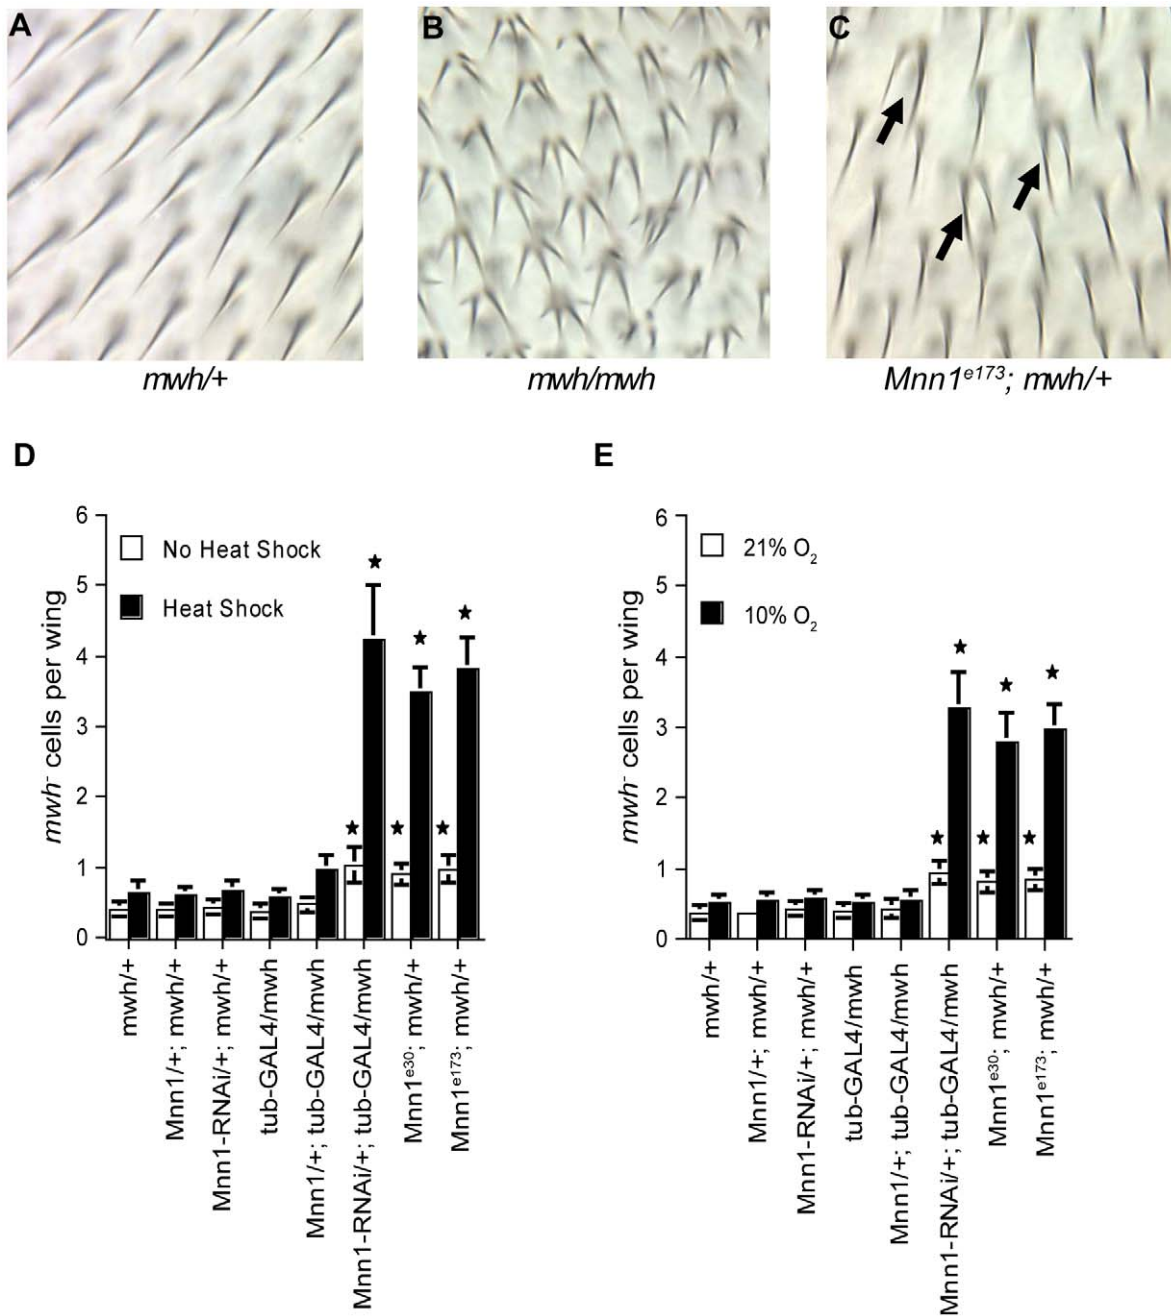 A
B
C
mwh/+
mwh/mwh
Mnn1e173; mwh/+
D
mwh- cells per wing
6
5
4
3
2
1
0
No Heat Shock
Heat Shock
mwh/+
Mnn1/+; mwh/+
Mnn1-RNAi/+; mwh/+
tub-GAL4/mwh
Mnn1/+; tub-GAL4/mwh
Mnn1-RNAi/+; tub-GAL4/mwh
Mnn1e30; mwh/+
Mnn1e173; mwh/+
E
mwh- cells per wing
6
5
4
3
2
1
0
21% O2
10% O2
mwh/+
Mnn1/+; mwh/+
Mnn1-RNAi/+; mwh/+
tub-GAL4/mwh
Mnn1/+; tub-GAL4/mwh
Mnn1-RNAi/+; tub-GAL4/mwh
Mnn1e30; mwh/+
Mnn1e173; mwh/+